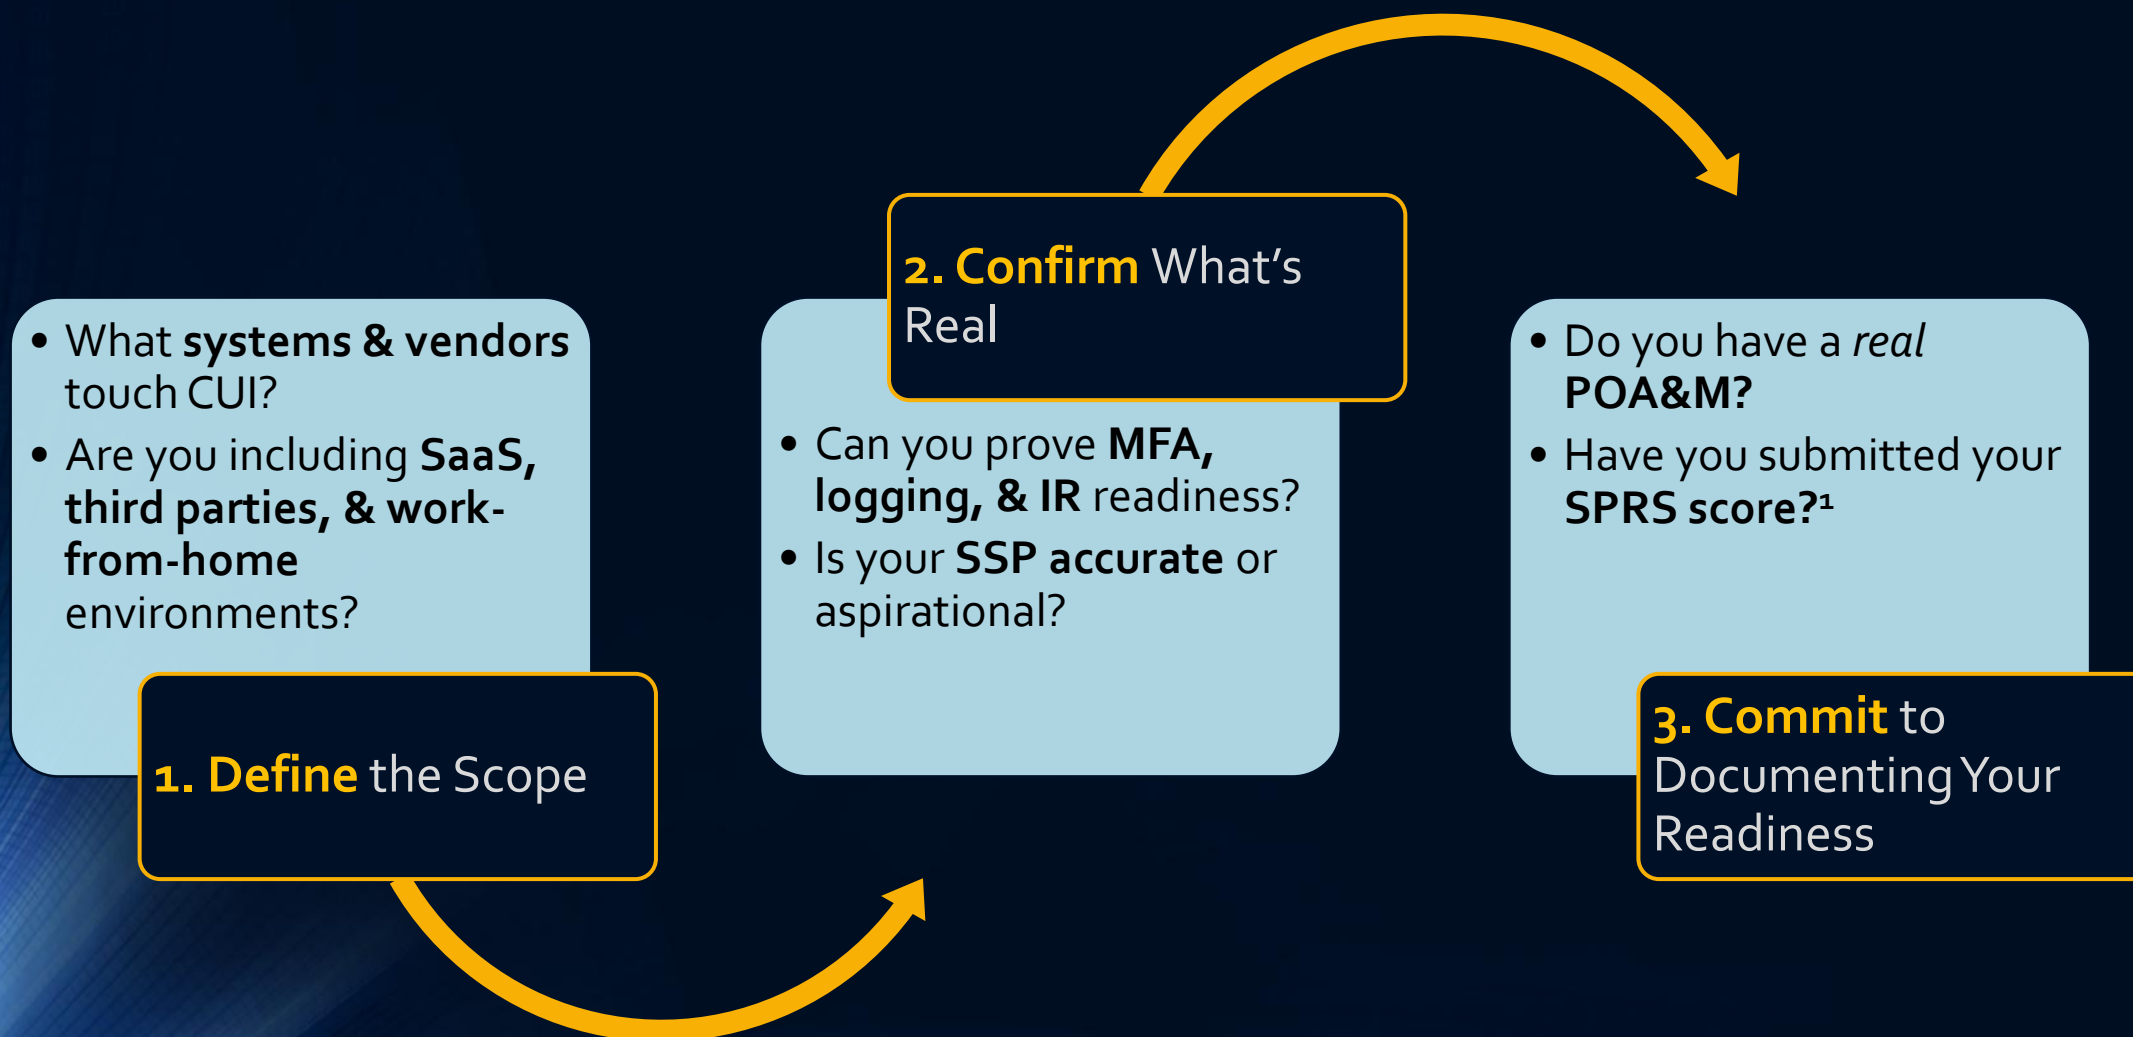 • What systems & vendors
touch CUI?
• Are you including SaaS,
third parties, & work-
from-home
environments?
1. Define the Scope
2. Confirm What’s
Real
• Can you prove MFA,
logging, & IR readiness?
• Is your SSP accurate or
aspirational?
• Do you have a real
POA&M?
• Have you submitted your
SPRS score?¹
3. Commit to
Documenting Your
Readiness